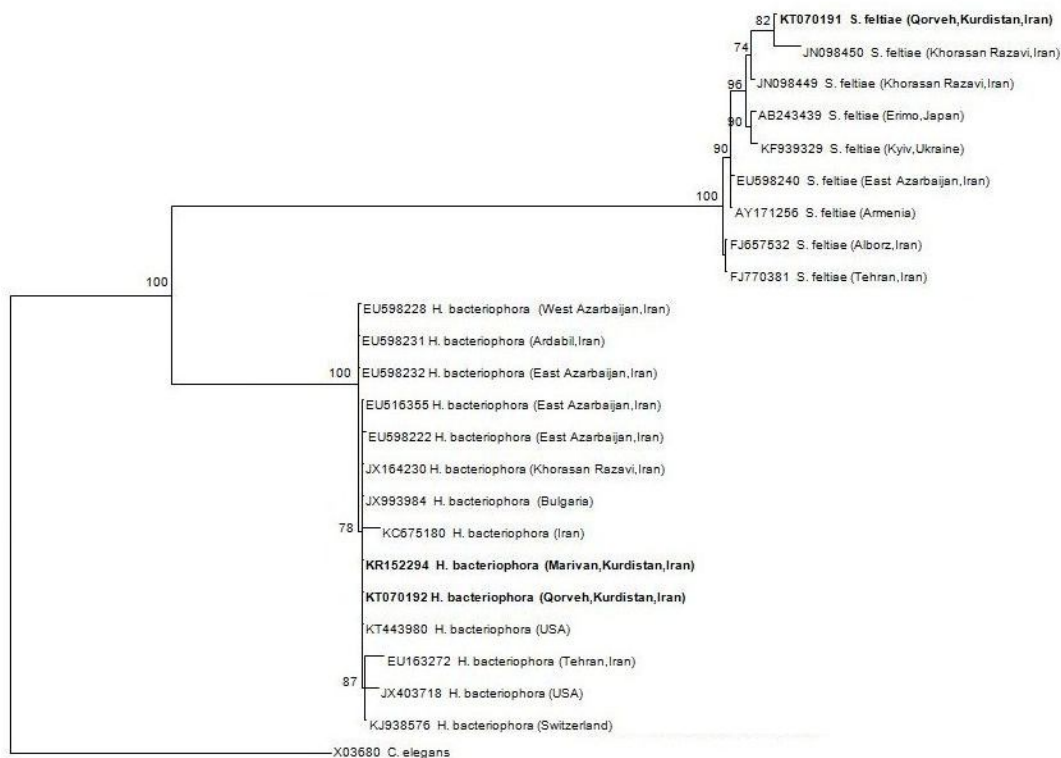 82
KT070191 S. feltiae (Qorveh,Kurdistan,Iran)
74
JN098450 S. feltiae (Khorasan Razavi,Iran)
96
JN098449 S. feltiae (Khorasan Razavi,Iran)
90
AB243439 S. feltiae (Erimo,Japan)
90
KF939329 S. feltiae (Kyiv,Ukraine)
EU598240 S. feltiae (East Azarbaijan,Iran)
100
AY171256 S. feltiae (Armenia)
FJ657532 S. feltiae (Alborz,Iran)
FJ770381 S. feltiae (Tehran,Iran)
100
EU598228 H. bacteriophora (West Azarbaijan,Iran)
EU598231 H. bacteriophora (Ardabil,Iran)
100
EU598232 H. bacteriophora (East Azarbaijan,Iran)
EU516355 H. bacteriophora (East Azarbaijan,Iran)
EU598222 H. bacteriophora (East Azarbaijan,Iran)
JX164230 H. bacteriophora (Khorasan Razavi,Iran)
JX993984 H. bacteriophora (Bulgaria)
78
KC675180 H. bacteriophora (Iran)
KR152294 H. bacteriophora (Marivan,Kurdistan,Iran)
KT070192 H. bacteriophora (Qorveh,Kurdistan,Iran)
KT443980 H. bacteriophora (USA)
EU163272 H. bacteriophora (Tehran,Iran)
87
JX403718 H. bacteriophora (USA)
KJ938576 H. bacteriophora (Switzerland)
X03680 C. elegans